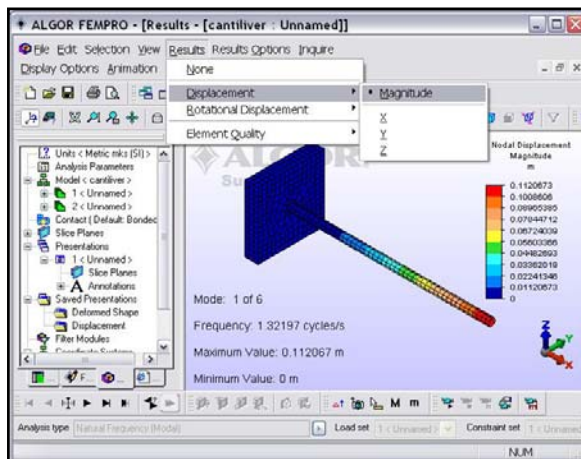 ALGOR FEMPRO - [Results - [cantiliver : Unnamed]]
File Edit Selection View Results Results Options Inquire
Display Options Animation
None
Displacement
Rotational Displacement
Element Quality
Magnitude
X
Y
Z
ALGOR
Units < Metric mks (SI) >
Analysis Parameters
Model < cantiliver >
1 < Unnamed >
2 < Unnamed >
Contact ( Default: Bonded
Slice Planes
Presentations
1 < Unnamed >
Slice Planes
Annotations
Saved Presentations
Deformed Shape
Displacement
Filter Modules
Coordinate Systems
Nodal Displacement
Magnitude
m
0.1120673
0.1008606
0.08965385
0.07844712
0.06724039
0.05603366
0.04482693
0.03362019
0.02241346
0.01120673
0
Mode: 1 of 6
Frequency: 1.32197 cycles/s
Maximum Value: 0.112067 m
Minimum Value: 0 m
Z
Y
X
M m
Analysis type Natural Frequency (Modal) Load set 1 < Unnamed > Constraint set 1 < Unnamed
NUM